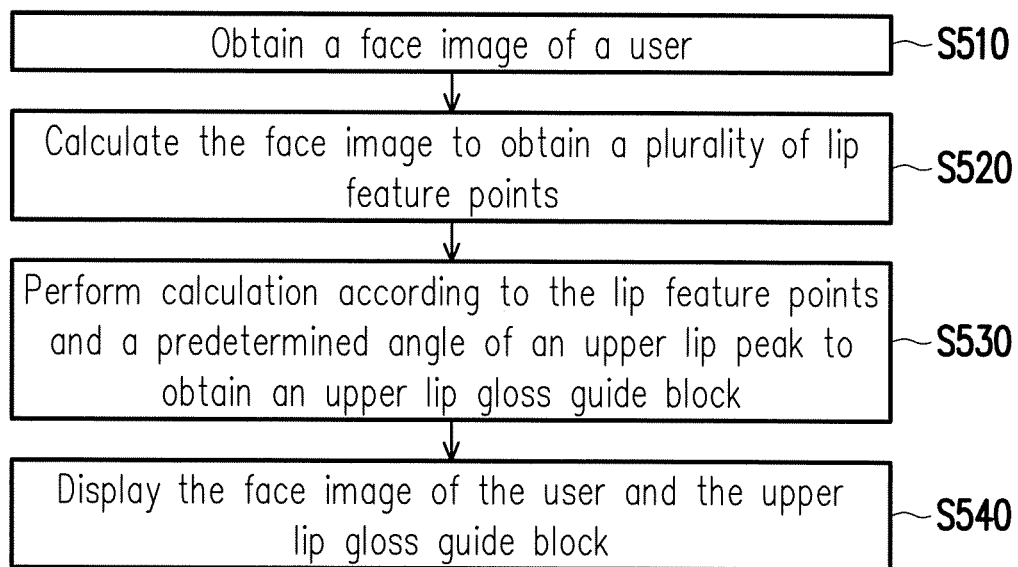 Obtain a face image of a user
S510
Calculate the face image to obtain a plurality of lip
feature points
S520
Perform calculation according to the lip feature points
and a predetermined angle of an upper lip peak to
obtain an upper lip gloss guide block
S530
Display the face image of the user and the upper
lip gloss guide block
S540